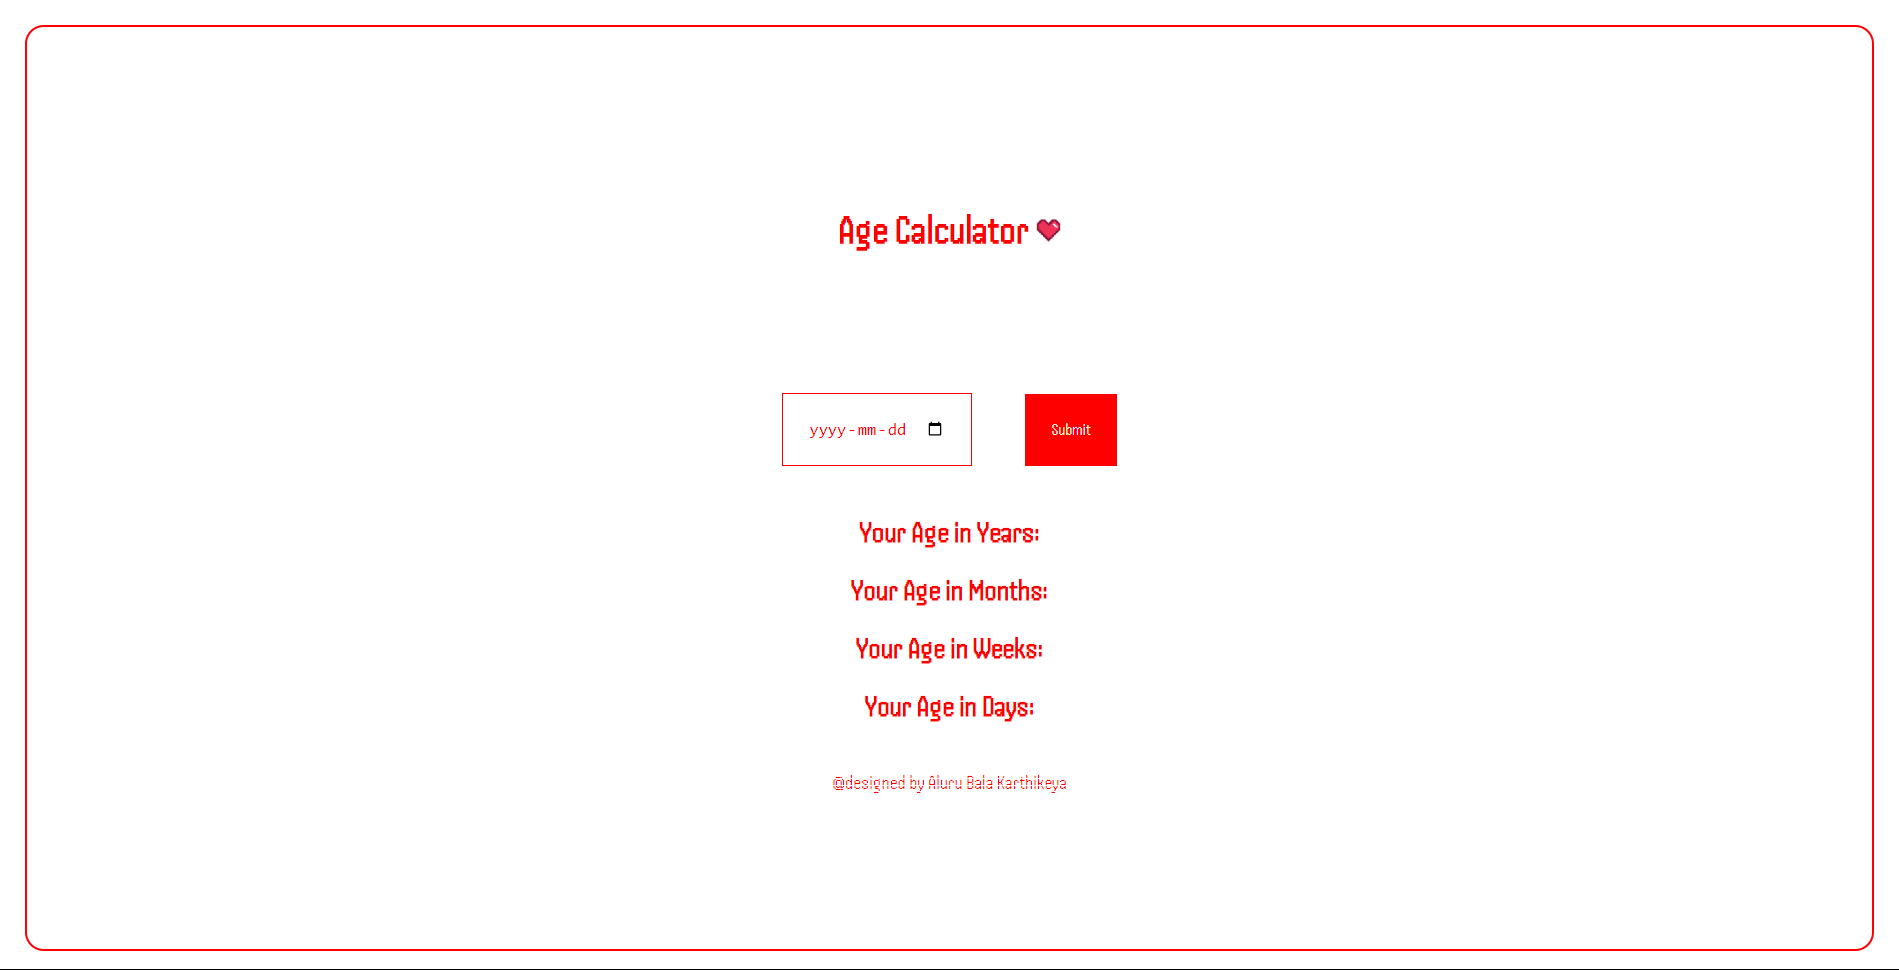 Age Calculator
yyyy-mm-dd
Submit
Your Age in Years:
Your Age in Months:
Your Age in Weeks:
Your Age in Days:
@designed by Aluru Bala Karthikeya